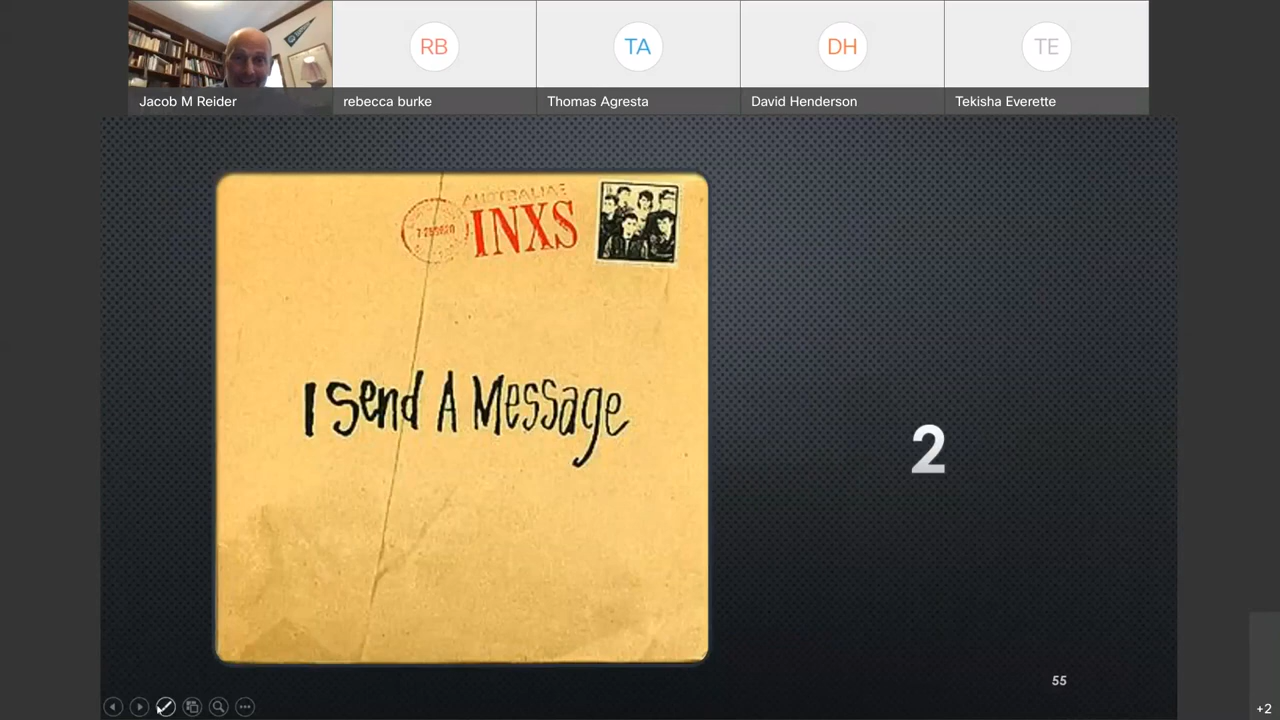 RB
TA
DH
TE
Jacob M Reider
rebecca burke
Thomas Agresta
David Henderson
Tekisha Everette
AUSTRALIA
INXS
I Send A Message
2
55
+2